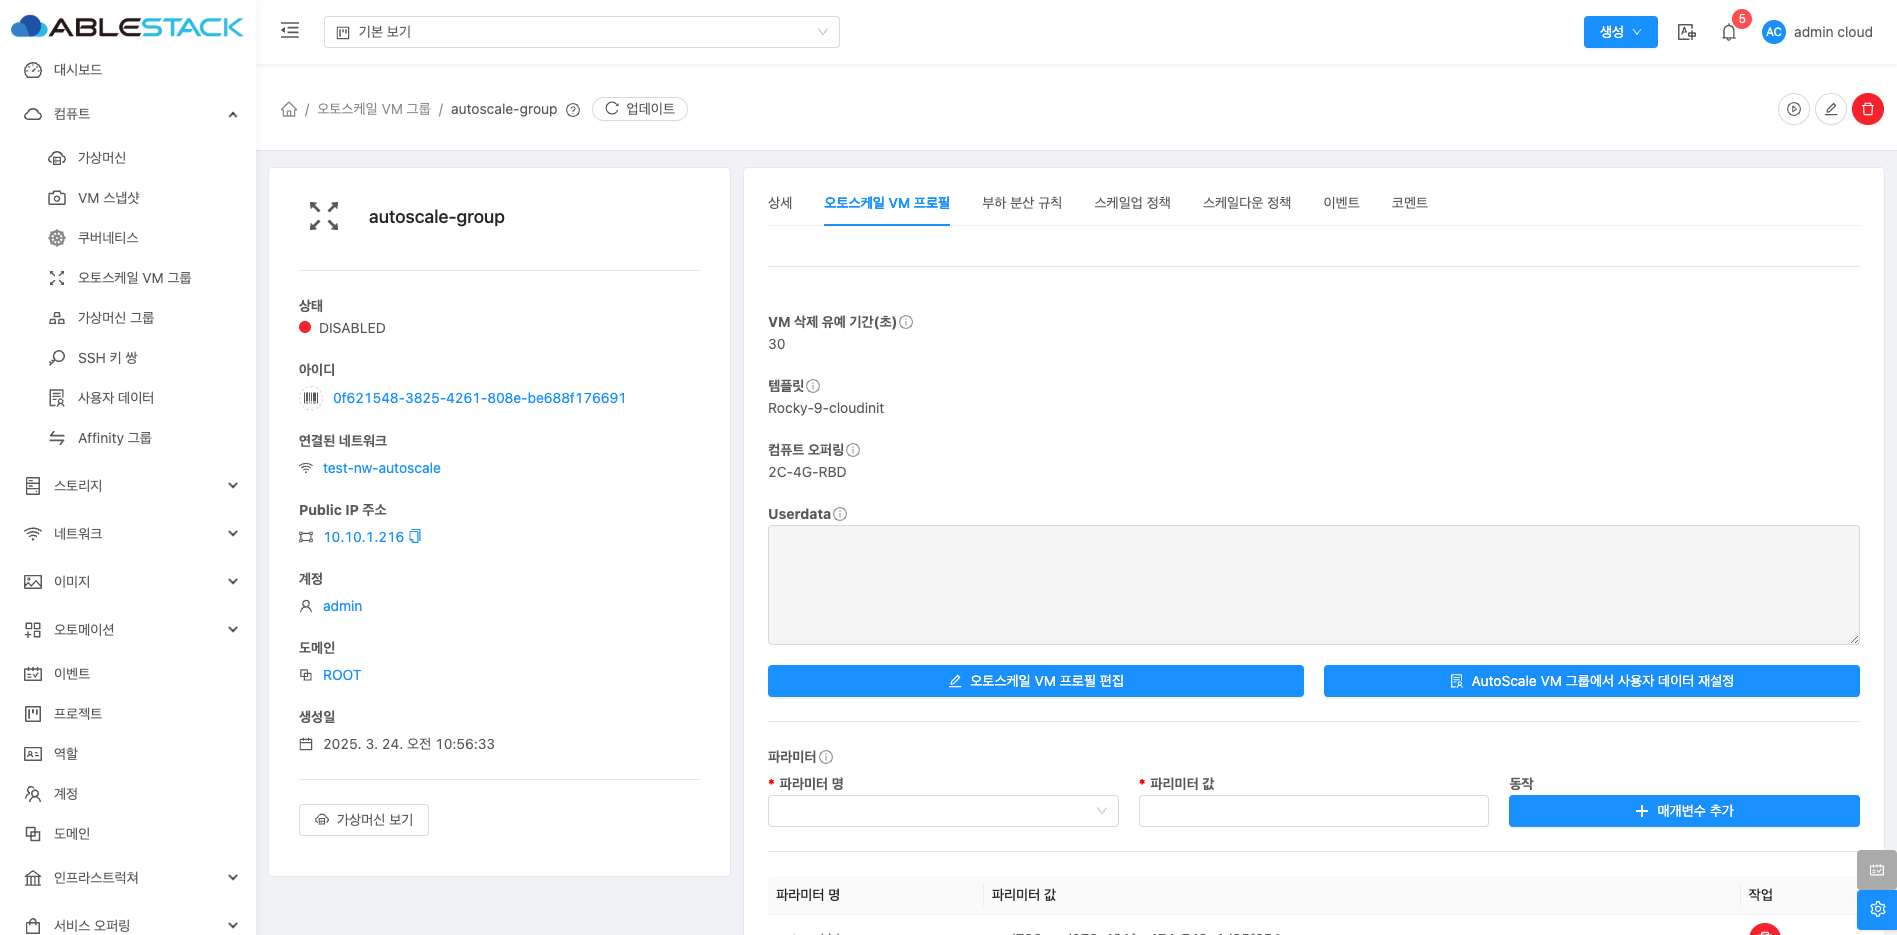 ABLESTACK
기본 보기
생성
5
AC
admin cloud
대시보드
컴퓨트
가상머신
VM 스냅샷
쿠버네티스
오토스케일 VM 그룹
가상머신 그룹
SSH 키 쌍
사용자 데이터
Affinity 그룹
스토리지
네트워크
이미지
오토메이션
이벤트
프로젝트
역할
계정
도메인
인프라스트럭쳐
서비스 오퍼링
/ 오토스케일 VM 그룹 / autoscale-group
업데이트
autoscale-group
상태
DISABLED
아이디
0f621548-3825-4261-808e-be688f176691
연결된 네트워크
test-nw-autoscale
Public IP 주소
10.10.1.216
계정
admin
도메인
ROOT
생성일
2025. 3. 24. 오전 10:56:33
가상머신 보기
상세
오토스케일 VM 프로필
부하 분산 규칙
스케일업 정책
스케일다운 정책
이벤트
코멘트
VM 삭제 유예 기간(초)
30
템플릿
Rocky-9-cloudinit
컴퓨트 오퍼링
2C-4G-RBD
Userdata
오토스케일 VM 프로필 편집
AutoScale VM 그룹에서 사용자 데이터 재설정
파라미터
* 파라미터 명
* 파리미터 값
동작
매개변수 추가
파라미터 명
파리미터 값
작업